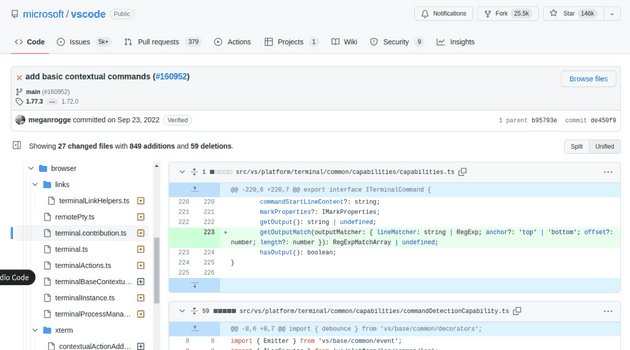 microsoft / vscode Public
Notifications Fork 25.5k Star 146k
Code Issues 5k+ Pull requests 379 Actions Projects 1 Wiki Security 9 Insights
add basic contextual commands (#160952)
Browse files
main (#160952)
1.77.3 ... 1.72.0
meganrogge committed on Sep 23, 2022 Verified
1 parent b95793e commit de450f9
Showing 27 changed files with 849 additions and 59 deletions.
Split Unified
browser
links
terminalLinkHelpers.ts
remotePty.ts
terminal.contribution.ts
terminal.ts
terminalActions.ts
dio Code
terminalBaseContextu...
terminalInstance.ts
terminalProcessMana...
xterm
contextualActionAdd...
1 src/vs/platform/terminal/common/capabilities/capabilities.ts
@@ -220,6 +220,7 @@ export interface ITerminalCommand {
220 220 commandStartLineContent?: string;
221 221 markProperties?: IMarkProperties;
222 222 getOutput(): string | undefined;
223 + getOutputMatch(outputMatcher: { lineMatcher: string | RegExp; anchor?: 'top' | 'bottom'; offset?:
number; length?: number }): RegExpMatchArray | undefined;
223 224 hasOutput(): boolean;
224 225 }
225 226
59 src/vs/platform/terminal/common/capabilities/commandDetectionCapability.ts
@@ -8,6 +8,7 @@ import { debounce } from 'vs/base/common/decorators';
8 8 import { Emitter } from 'vs/base/common/event';